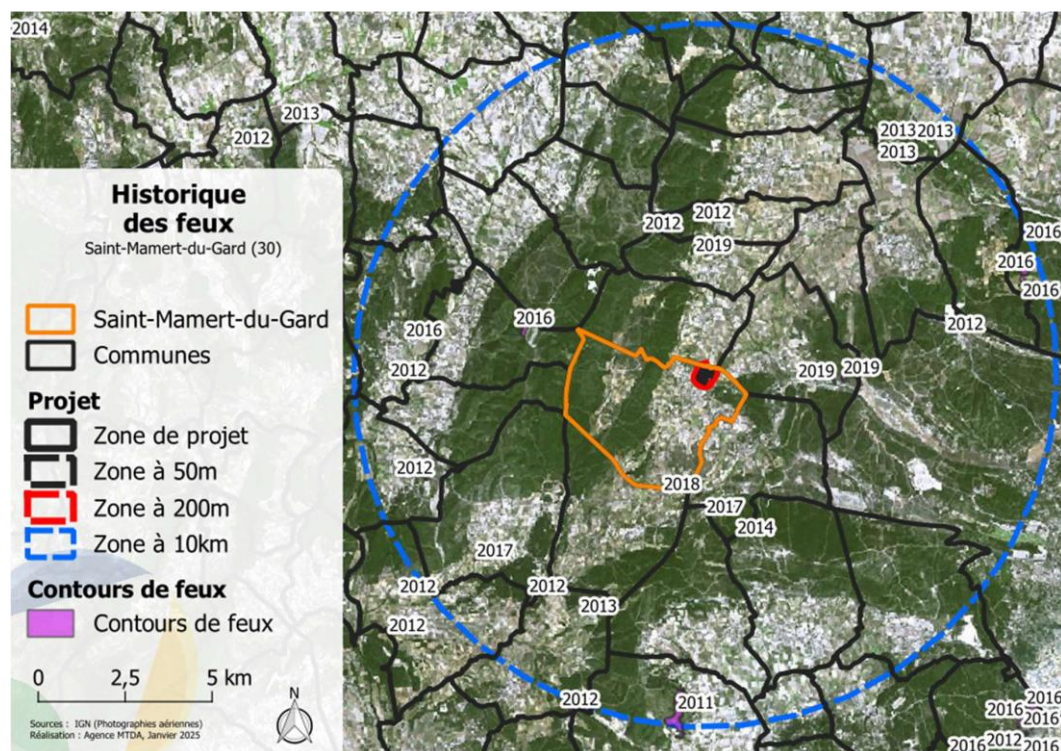 Historique
des feux
Saint-Mamert-du-Gard (30)
Saint-Mamert-du-Gard
Communes
Projet
Zone de projet
Zone à 50m
Zone à 200m
Zone à 10km
Contours de feux
Contours de feux
0 2,5 5 km
N
Sources : IGN (Photographies aériennes)
Réalisation : Agence MTDA, Janvier 2025
2014
2013
2012
2013 2013
2013
2012
2012
2019
2016
2016
2016
2016
2016
2012
2012
2019
2019
2012
2018
2017
2014
2017
2012
2012
2013
2012
2012
2011
2016
2016
2016
2016
2012
2016